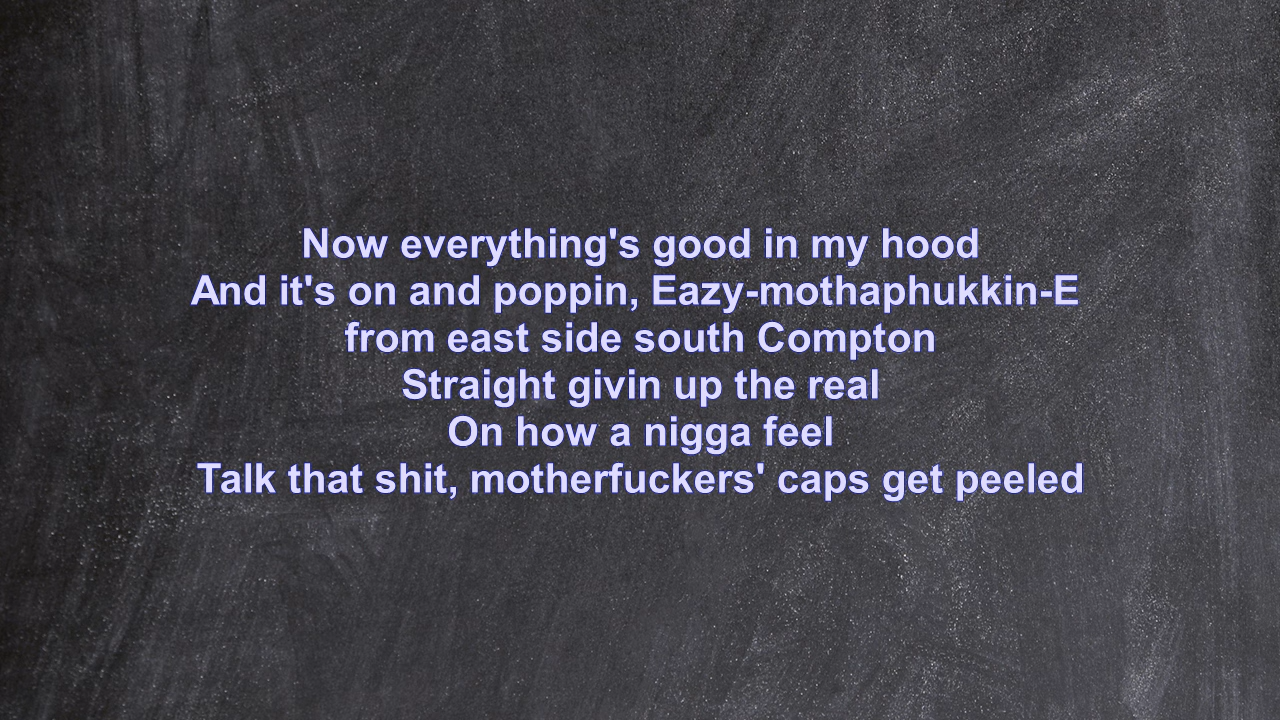 Now everything's good in my hood
And it's on and poppin, Eazy-mothaphukkin-E
from east side south Compton
Straight givin up the real
On how a nigga feel
Talk that shit, motherfuckers' caps get peeled